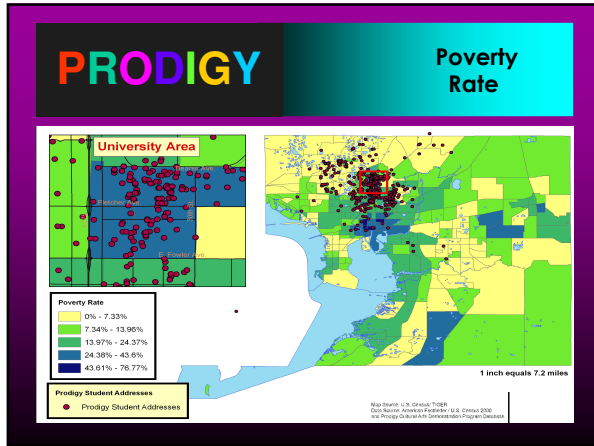 PRODIGY
Poverty
Rate
University Area
Bearss Ave.
Fletcher Ave.
E. Fowler Ave.
Poverty Rate
0% - 7.33%
7.34% - 13.96%
13.97% - 24.37%
24.38% - 43.6%
43.61% - 76.77%
Prodigy Student Addresses
Prodigy Student Addresses
1 inch equals 7.2 miles
Map Source: U.S. Census/ TIGER
Data Source: American Factfinder / U.S. Census 2000
and Prodigy Cultural Arts Demonstration Program Database